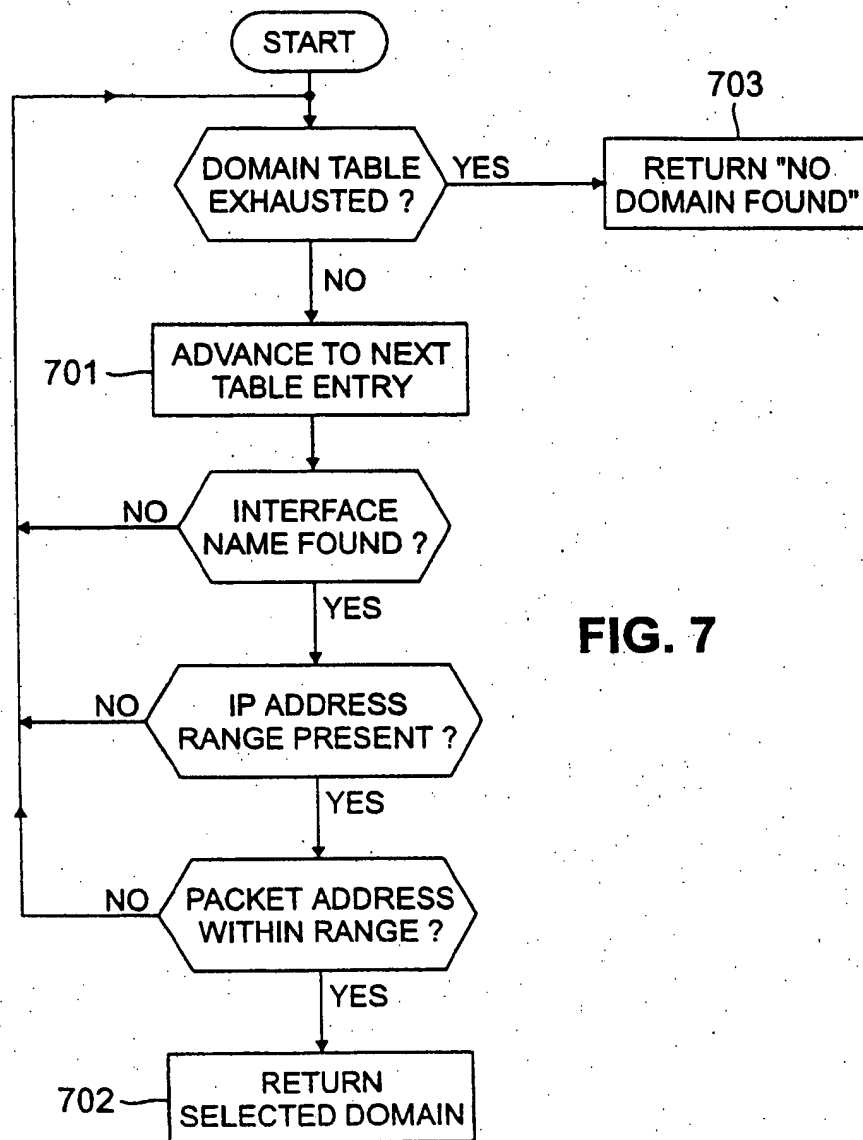 START
703
DOMAIN TABLE
EXHAUSTED ?
YES
RETURN "NO
DOMAIN FOUND"
NO
701
ADVANCE TO NEXT
TABLE ENTRY
NO
INTERFACE
NAME FOUND ?
YES
FIG. 7
NO
IP ADDRESS
RANGE PRESENT ?
YES
NO
PACKET ADDRESS
WITHIN RANGE ?
YES
702
RETURN
SELECTED DOMAIN